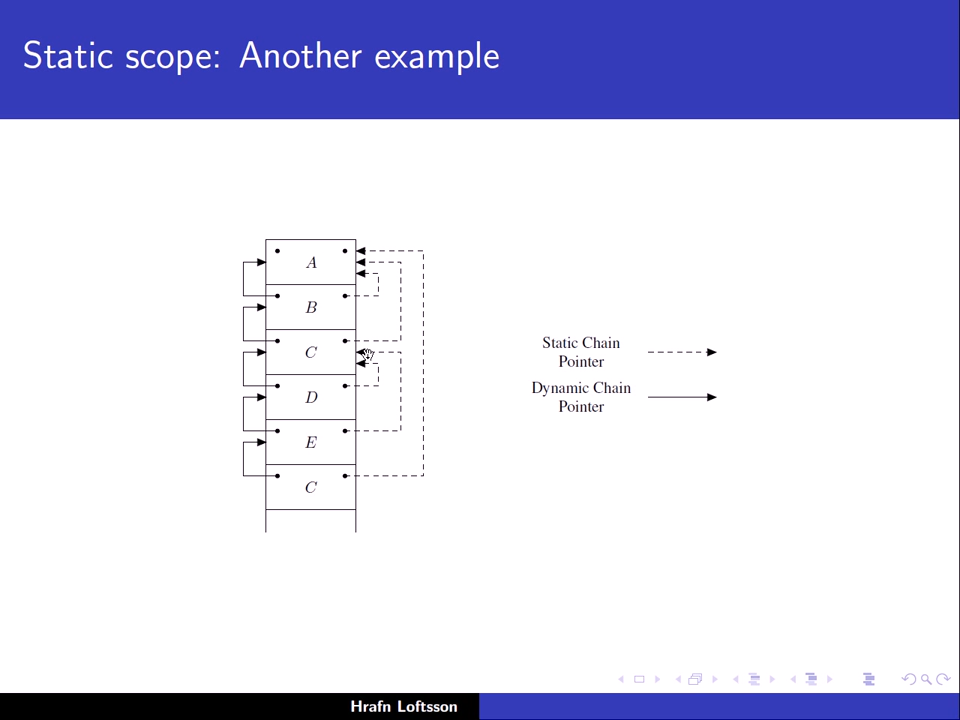 Static scope: Another example
A
B
C
D
E
C
Static Chain
Pointer
Dynamic Chain
Pointer
Hrafn Loftsson